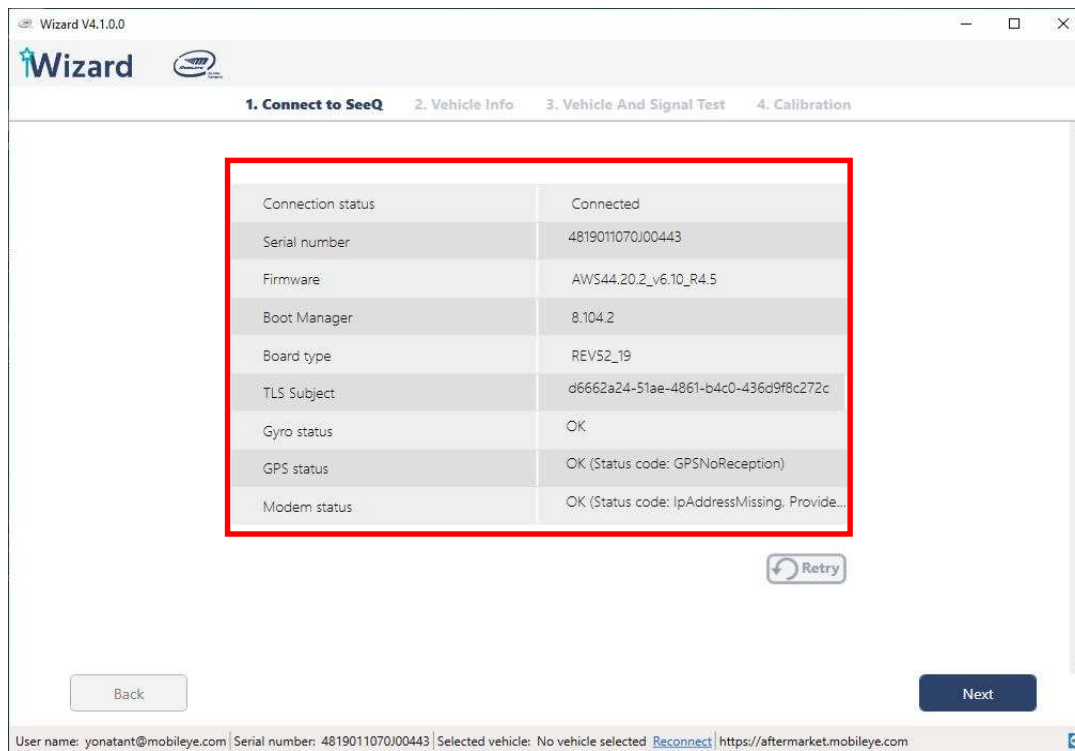 Wizard V4.1.0.0
iWizard
1. Connect to SeeQ 2. Vehicle Info 3. Vehicle And Signal Test 4. Calibration
Connection status Connected
Serial number 4819011070J00443
Firmware AWS44.20.2_v6.10_R4.5
Boot Manager 8.104.2
Board type REV52_19
TLS Subject d6662a24-51ae-4861-b4c0-436d9f8c272c
Gyro status OK
GPS status OK (Status code: GPSNoReception)
Modem status OK (Status code: IpAddressMissing, Provide...
Retry
Back Next
User name: yonatant@mobileye.com Serial number: 4819011070J00443 Selected vehicle: No vehicle selected Reconnect https://aftermarket.mobileye.com